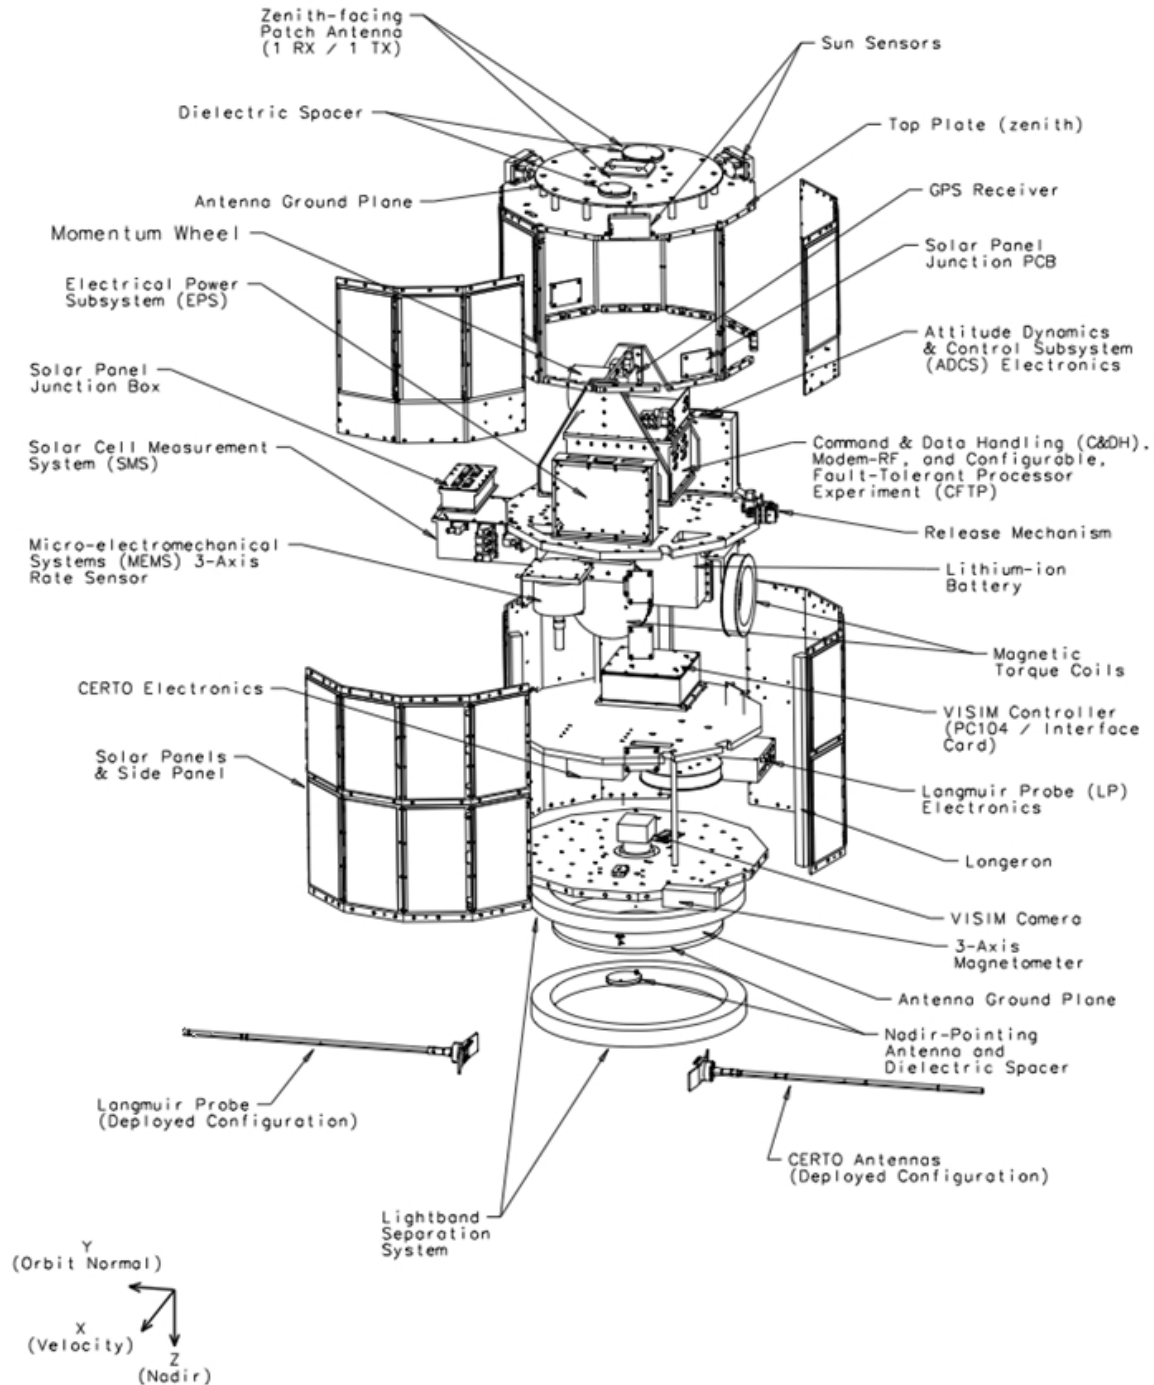 Zenith-facing
Patch Antenna
(1 RX / 1 TX)
Sun Sensors
Dielectric Spacer
Top Plate (zenith)
Antenna Ground Plane
GPS Receiver
Momentum Wheel
Solar Panel
Junction PCB
Electrical Power
Subsystem (EPS)
Attitude Dynamics
& Control Subsystem
(ADCS) Electronics
Solar Panel
Junction Box
Solar Cell Measurement
System (SMS)
Command & Data Handling (C&DH),
Modem-RF, and Configurable,
Fault-Tolerant Processor
Experiment (CFTP)
Release Mechanism
Micro-electromechanical
Systems (MEMS) 3-Axis
Rate Sensor
Lithium-ion
Battery
Magnetic
Torque Coils
CERTO Electronics
VISIM Controller
(PC104 / Interface
Card)
Solar Panels
& Side Panel
Langmuir Probe (LP)
Electronics
Longeron
VISIM Camera
3-Axis
Magnetometer
Antenna Ground Plane
Nadir-Pointing
Antenna and
Dielectric Spacer
Langmuir Probe
(Deployed Configuration)
CERTO Antennas
(Deployed Configuration)
Lightband
Separation
System
Y
(Orbit Normal)
X
(Velocity)
Z
(Nadir)